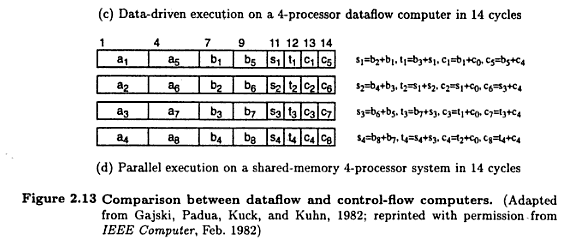 (c) Data-driven execution on a 4-processor dataflow computer in 14 cycles
1 4 7 9 11 12 13 14
a₁ a₅ b₁ b₅ s₁ t₁ c₁ c₅ s₁=b₂+b₁, t₁=b₃+s₁, c₁=b₁+c₀, c₅=b₅+c₄
a₂ a₆ b₂ b₆ s₂ t₂ c₂ c₆ s₂=b₄+b₃, t₂=s₁+s₂, c₂=s₁+c₀, c₆=s₃+c₄
a₃ a₇ b₃ b₇ s₃ t₃ c₃ c₇ s₃=b₆+b₅, t₃=b₇+s₃, c₃=t₁+c₀, c₇=t₃+c₄
a₄ a₈ b₄ b₈ s₄ t₄ c₄ c₈ s₄=b₈+b₇, t₄=s₄+s₃, c₄=t₂+c₀, c₈=t₄+c₄
(d) Parallel execution on a shared-memory 4-processor system in 14 cycles
Figure 2.13 Comparison between dataflow and control-flow computers. (Adapted
from Gajski, Padua, Kuck, and Kuhn, 1982; reprinted with permission from
IEEE Computer, Feb. 1982)